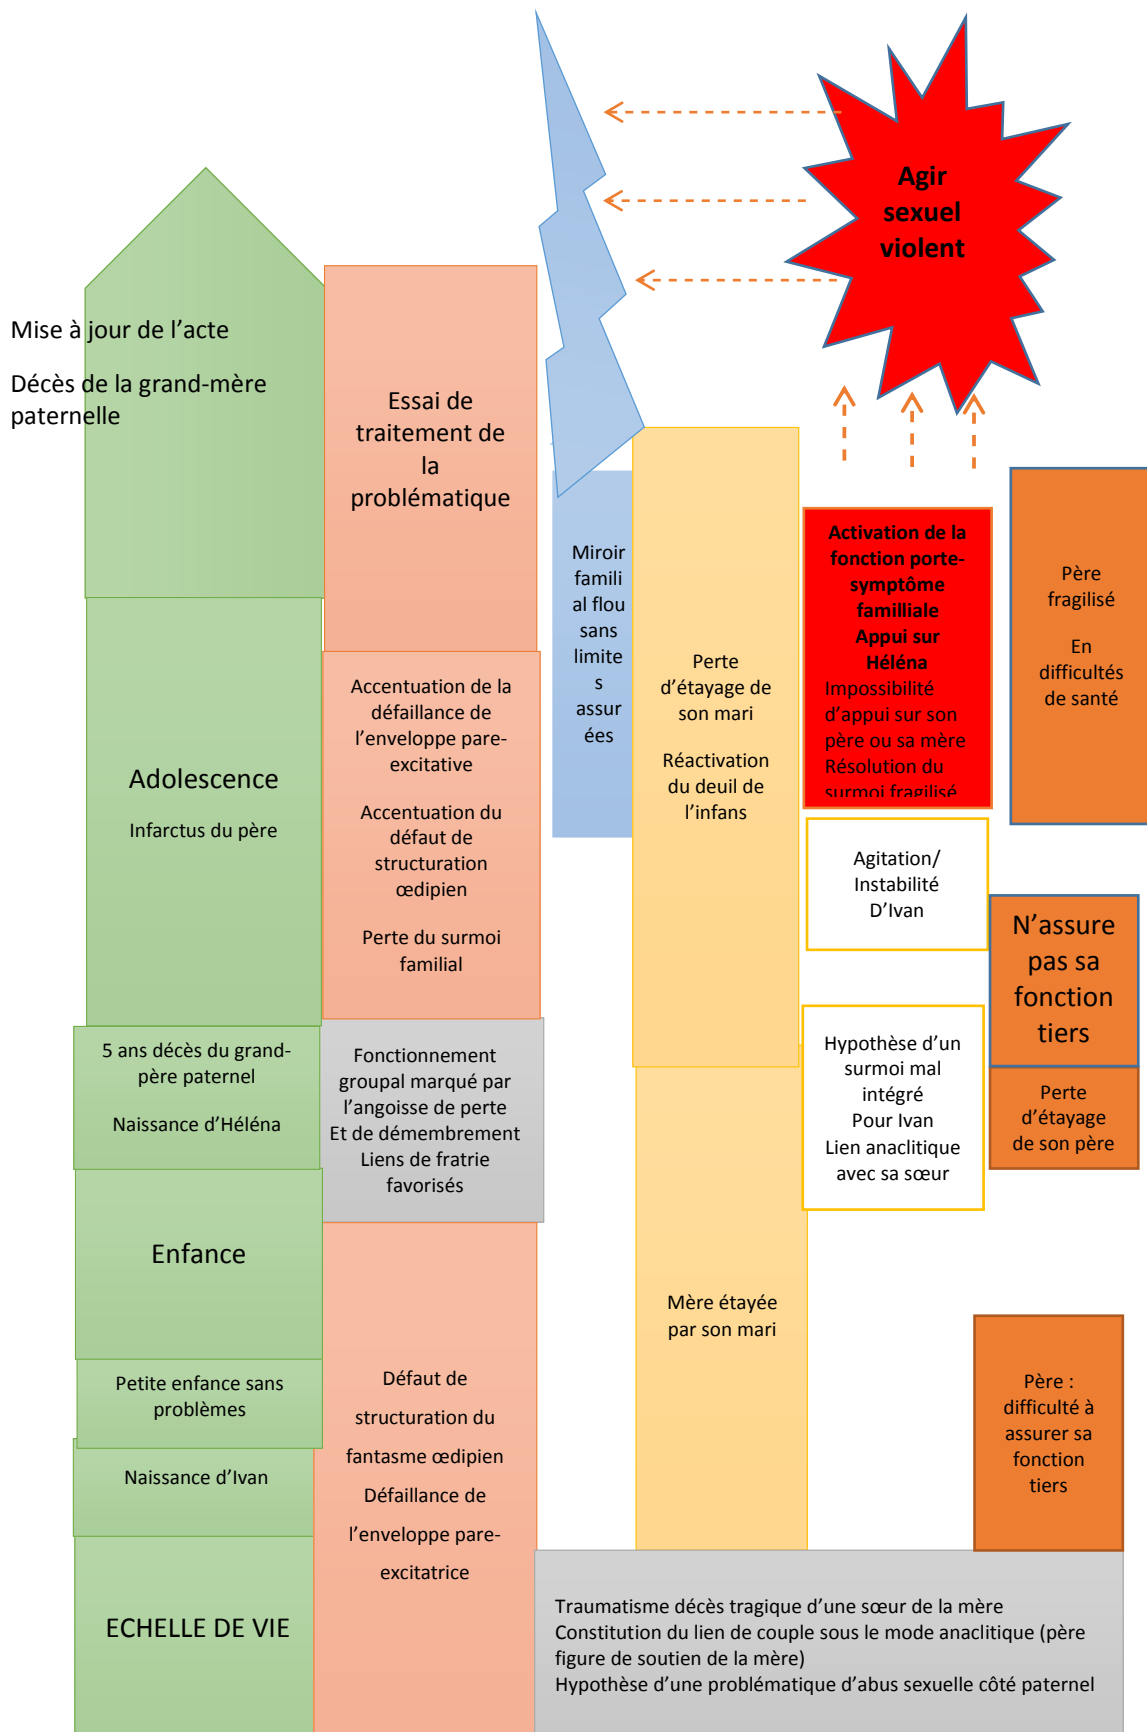 Agir
sexuel
violent
Mise à jour de l’acte
Décès de la grand-mère
paternelle
Essai de
traitement de
la
problématique
Miroir
famili
al flou
sans
limite
s
assur
ées
Perte
d’étayage de
son mari
Réactivation
du deuil de
l’infans
Activation de la
fonction porte-
symptôme
familliale
Appui sur
Héléna
Impossibilité
d’appui sur son
père ou sa mère
Résolution du
surmoi fragilisé
Père
fragilisé
En
difficultés
de santé
Adolescence
Infarctus du père
Accentuation de la
défaillance de
l’enveloppe pare-
excitative
Accentuation du
défaut de
structuration
œdipien
Perte du surmoi
familial
Agitation/
Instabilité
D’Ivan
N’assure
pas sa
fonction
tiers
5 ans décès du grand-
père paternel
Naissance d’Héléna
Fonctionnement
groupal marqué par
l’angoisse de perte
Et de démembrement
Liens de fratrie
favorisés
Hypothèse d’un
surmoi mal
intégré
Pour Ivan
Lien anaclitique
avec sa sœur
Perte
d’étayage
de son père
Enfance
Mère étayée
par son mari
Petite enfance sans
problèmes
Défaut de
structuration du
fantasme œdipien
Défaillance de
l’enveloppe pare-
excitatrice
Père :
difficulté à
assurer sa
fonction
tiers
Naissance d’Ivan
ECHELLE DE VIE
Traumatisme décès tragique d’une sœur de la mère
Constitution du lien de couple sous le mode anaclitique (père
figure de soutien de la mère)
Hypothèse d’une problématique d’abus sexuelle côté paternel